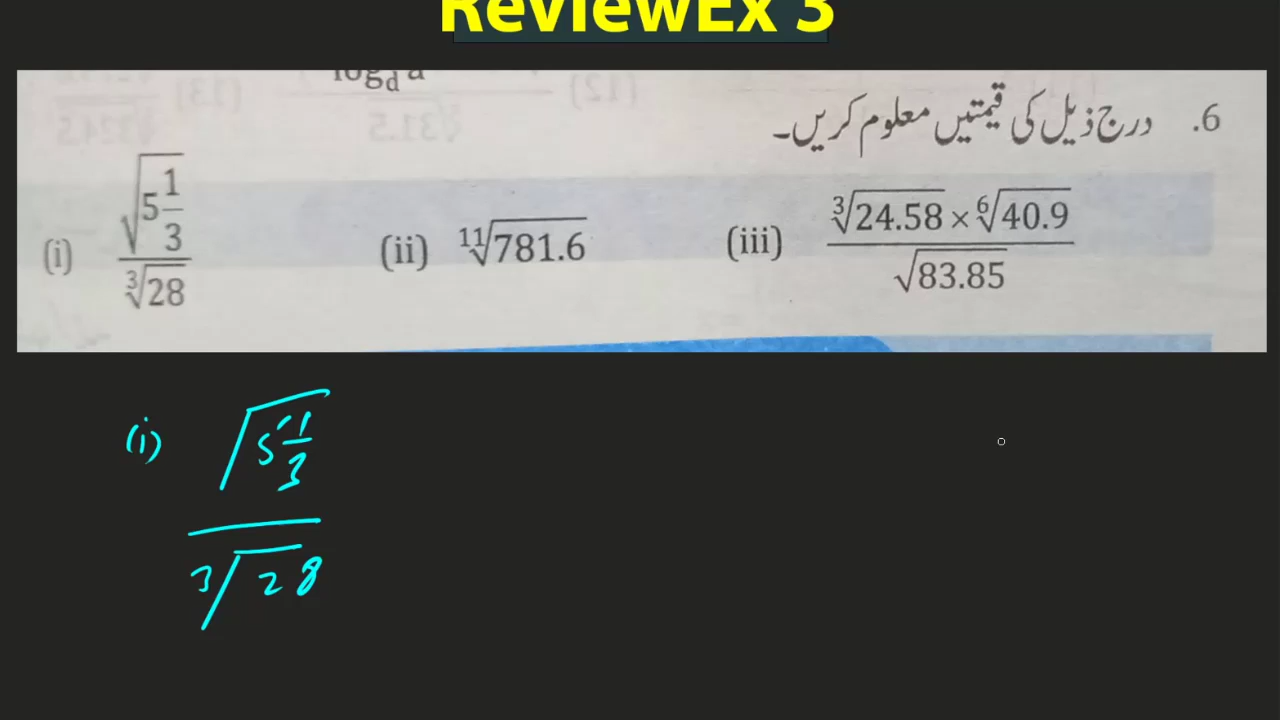 ReviewEx 3
log_d a
6. درج ذیل کی قیمتیں معلوم کریں۔
(i) √(5 1/3) / ∛28 (ii) ¹¹√781.6 (iii) (∛24.58 × ⁶√40.9) / √83.85
(i) √(5 1/3) / ∛28